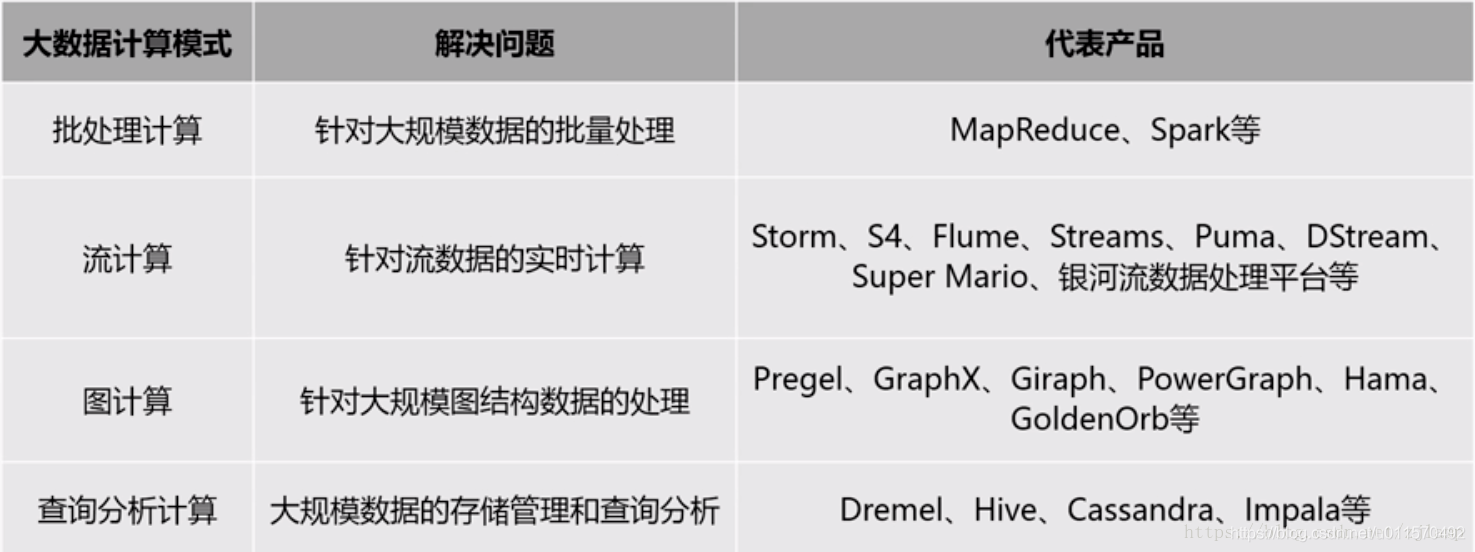 大数据计算模式
解决问题
代表产品
批处理计算
针对大规模数据的批量处理
MapReduce、Spark等
流计算
针对流数据的实时计算
Storm、S4、Flume、Streams、Puma、DStream、
Super Mario、银河流数据处理平台等
图计算
针对大规模图结构数据的处理
Pregel、GraphX、Giraph、PowerGraph、Hama、
GoldenOrb等
查询分析计算
大规模数据的存储管理和查询分析
Dremel、Hive、Cassandra、Impala等